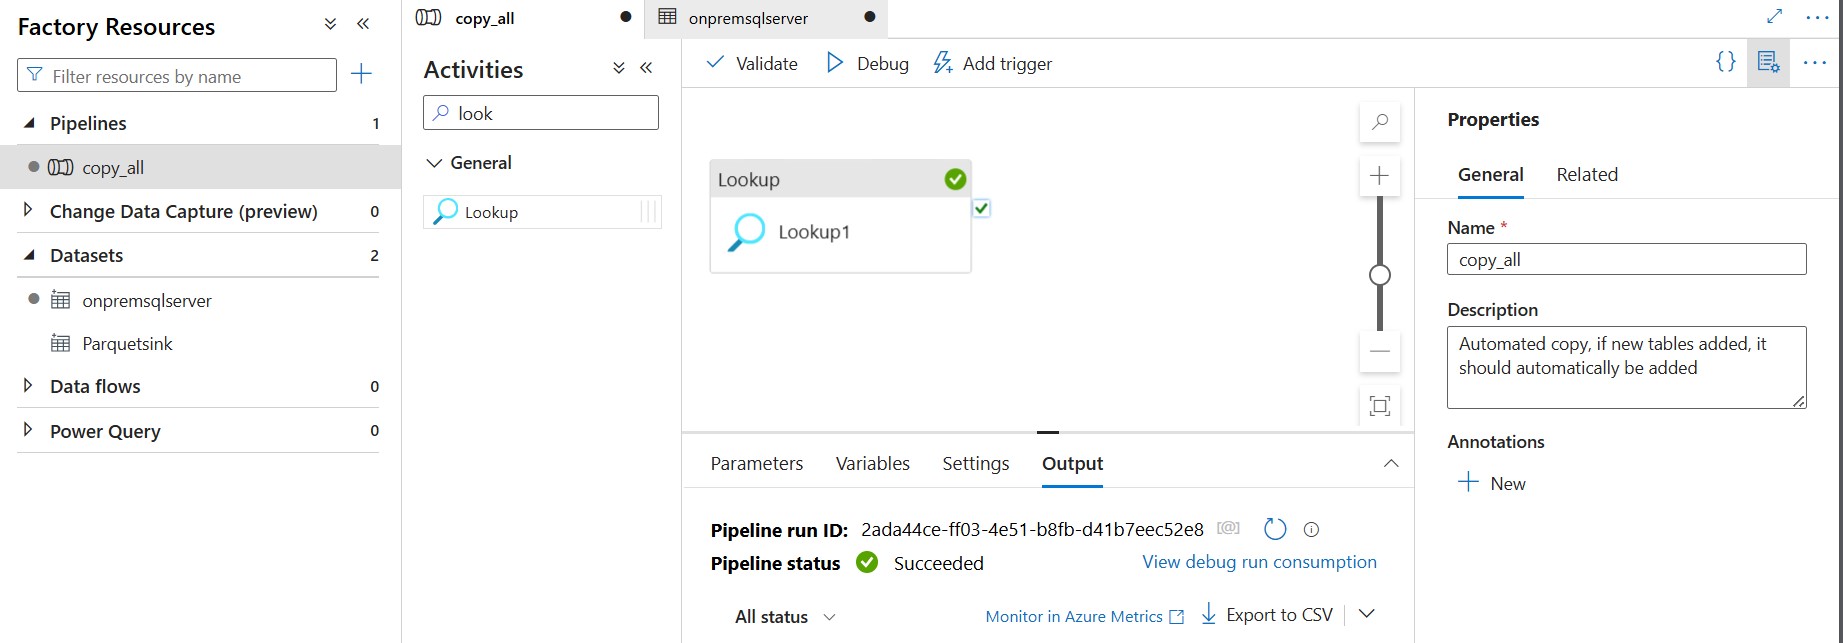 Factory Resources
Filter resources by name
Pipelines 1
copy_all
Change Data Capture (preview) 0
Datasets 2
onpremsqlserver
Parquetsink
Data flows 0
Power Query 0
copy_all
onpremsqlserver
Activities
look
General
Lookup
Validate
Debug
Add trigger
{}
Lookup
Lookup1
Parameters
Variables
Settings
Output
Pipeline run ID: 2ada44ce-ff03-4e51-b8fb-d41b7eec52e8 [@]
Pipeline status Succeeded
View debug run consumption
All status
Monitor in Azure Metrics
Export to CSV
Properties
General
Related
Name *
copy_all
Description
Automated copy, if new tables added, it
should automatically be added
Annotations
New